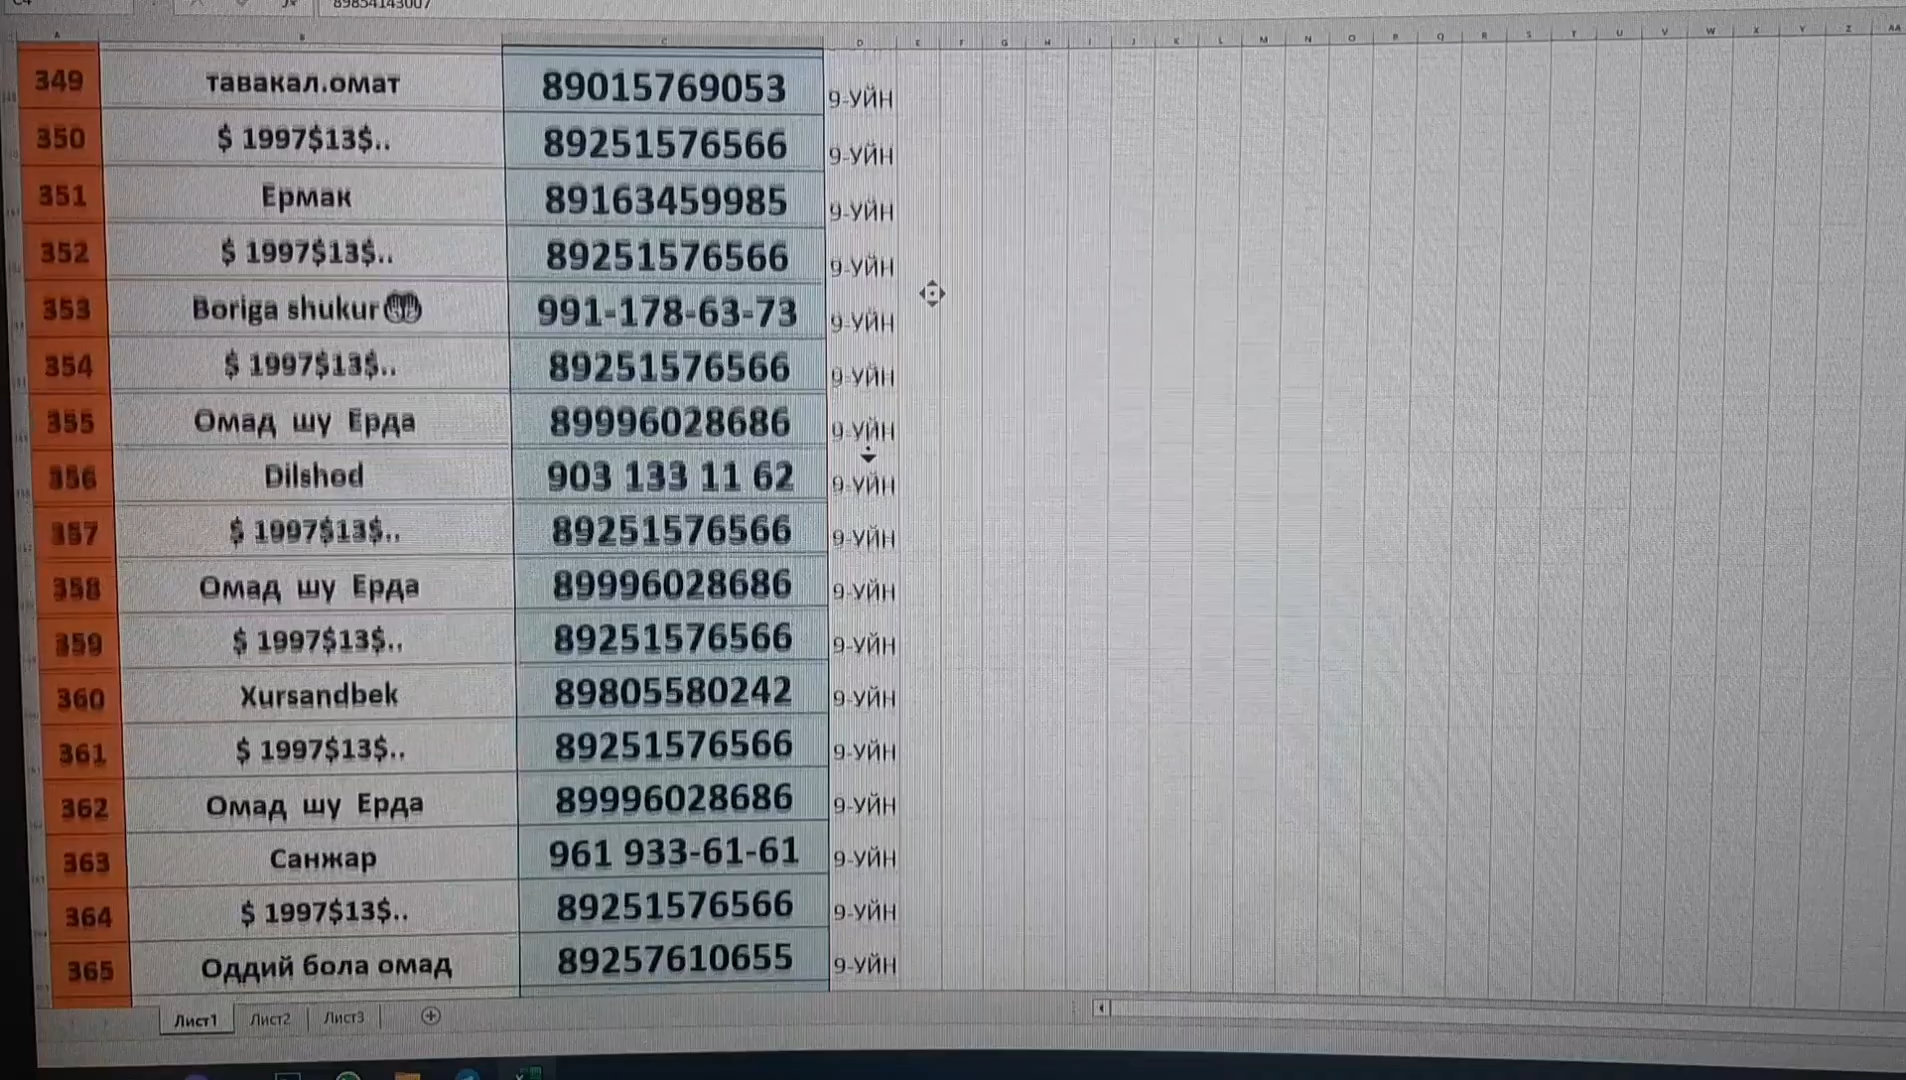 C4 89854143007
A B C D E F G H I J K L M N O P Q R S T U V W X Y Z AA
349 тавакал.омат 89015769053 9-УЙН
350 $ 1997$13$.. 89251576566 9-УЙН
351 Ермак 89163459985 9-УЙН
352 $ 1997$13$.. 89251576566 9-УЙН
353 Boriga shukur🤲 991-178-63-73 9-УЙН
354 $ 1997$13$.. 89251576566 9-УЙН
355 Омад шу Ерда 89996028686 9-УЙН
356 Dilshod 903 133 11 62 9-УЙН
357 $ 1997$13$.. 89251576566 9-УЙН
358 Омад шу Ерда 89996028686 9-УЙН
359 $ 1997$13$.. 89251576566 9-УЙН
360 Xursandbek 89805580242 9-УЙН
361 $ 1997$13$.. 89251576566 9-УЙН
362 Омад шу Ерда 89996028686 9-УЙН
363 Санжар 961 933-61-61 9-УЙН
364 $ 1997$13$.. 89251576566 9-УЙН
365 Оддий бола омад 89257610655 9-УЙН
Лист1 Лист2 Лист3